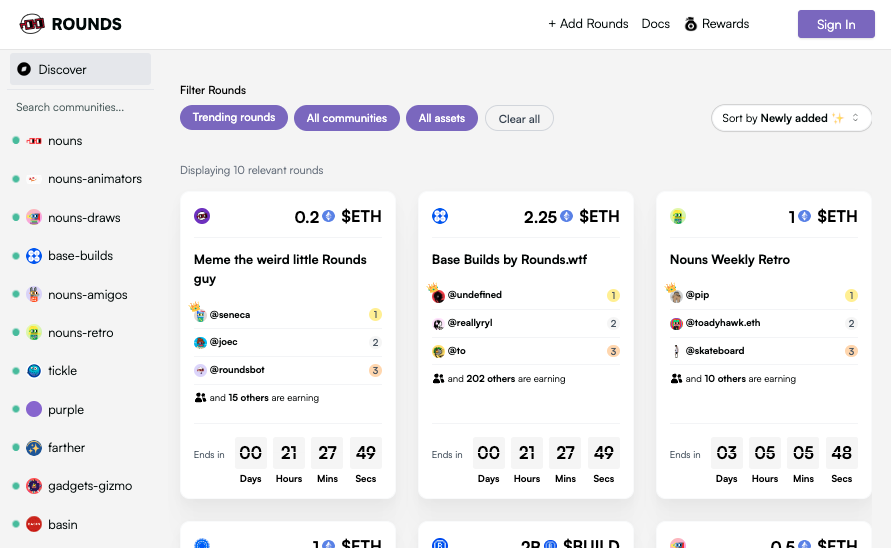 ROUNDS
+ Add Rounds Docs Rewards Sign In
Discover
Search communities...
nouns
nouns-animators
nouns-draws
base-builds
nouns-amigos
nouns-retro
tickle
purple
farther
gadgets-gizmo
basin
Filter Rounds
Trending rounds All communities All assets Clear all
Sort by Newly added ✨
Displaying 10 relevant rounds
0.2 $ETH
Meme the weird little Rounds
guy
@seneca 1
@joec 2
@roundsbot 3
and 15 others are earning
Ends in 00 21 27 49
Days Hours Mins Secs
2.25 $ETH
Base Builds by Rounds.wtf
@undefined 1
@reallyryl 2
@to 3
and 202 others are earning
Ends in 00 21 27 49
Days Hours Mins Secs
1 $ETH
Nouns Weekly Retro
@pip 1
@toadyhawk.eth 2
@skateboard 3
and 10 others are earning
Ends in 03 05 05 48
Days Hours Mins Secs
1 $ETH
2B $BUILD
0.5 $ETH